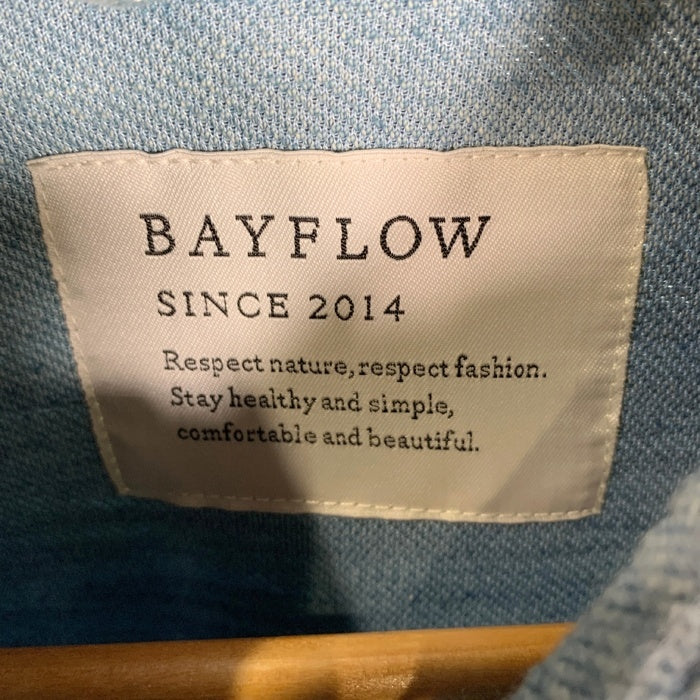 BAYFLOW
SINCE 2014
Respect nature, respect fashion.
Stay healthy and simple,
comfortable and beautiful.